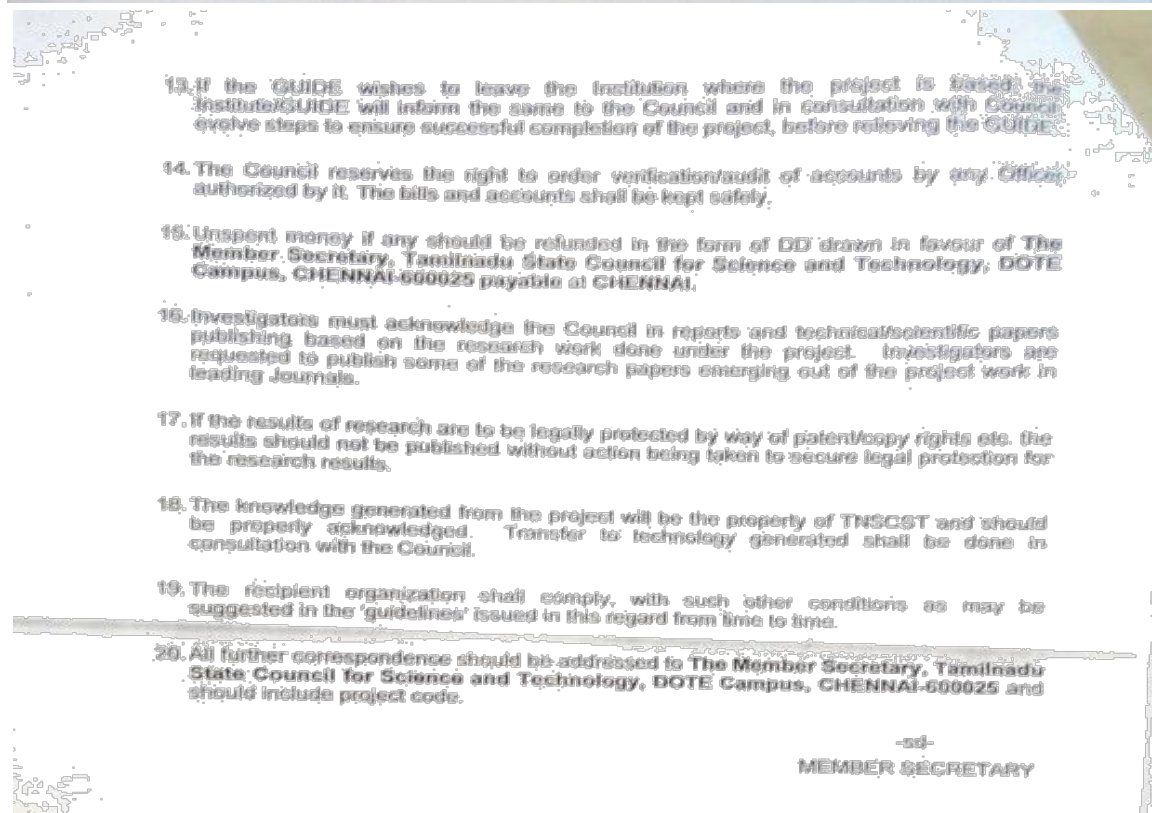 13. If the GUIDE wishes to leave the Institution where the project is based, the
Institute/GUIDE will inform the same to the Council and in consultation with Council
evolve steps to ensure successful completion of the project, before relieving the GUIDE
14. The Council reserves the right to order verification/audit of accounts by any Officer
authorized by it. The bills and accounts shall be kept safely.
15. Unspent money if any should be refunded in the form of DD drawn in favour of The
Member Secretary, Tamilnadu State Council for Science and Technology, DOTE
Campus, CHENNAI-600025 payable at CHENNAI.
16. Investigators must acknowledge the Council in reports and technical/scientific papers
publishing based on the research work done under the project. Investigators are
requested to publish some of the research papers emerging out of the project work in
leading Journals.
17. If the results of research are to be legally protected by way of patent/copy rights etc. the
results should not be published without action being taken to secure legal protection for
the research results.
18. The knowledge generated from the project will be the property of TNSCST and should
be properly acknowledged. Transfer to technology generated shall be done in
consultation with the Council.
19. The recipient organization shall comply, with such other conditions as may be
suggested in the 'guidelines' issued in this regard from time to time.
20. All further correspondence should be addressed to The Member Secretary, Tamilnadu
State Council for Science and Technology, DOTE Campus, CHENNAI-600025 and
should include project code.
-sd-
MEMBER SECRETARY